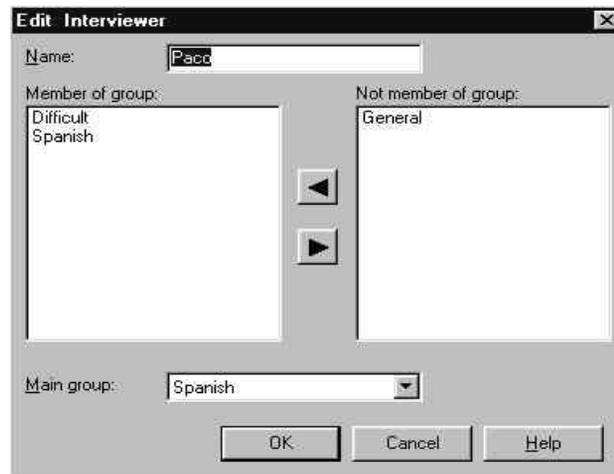 Edit Interviewer
Name: Paco
Member of group:
Difficult
Spanish
Not member of group:
General
Main group: Spanish
OK Cancel Help